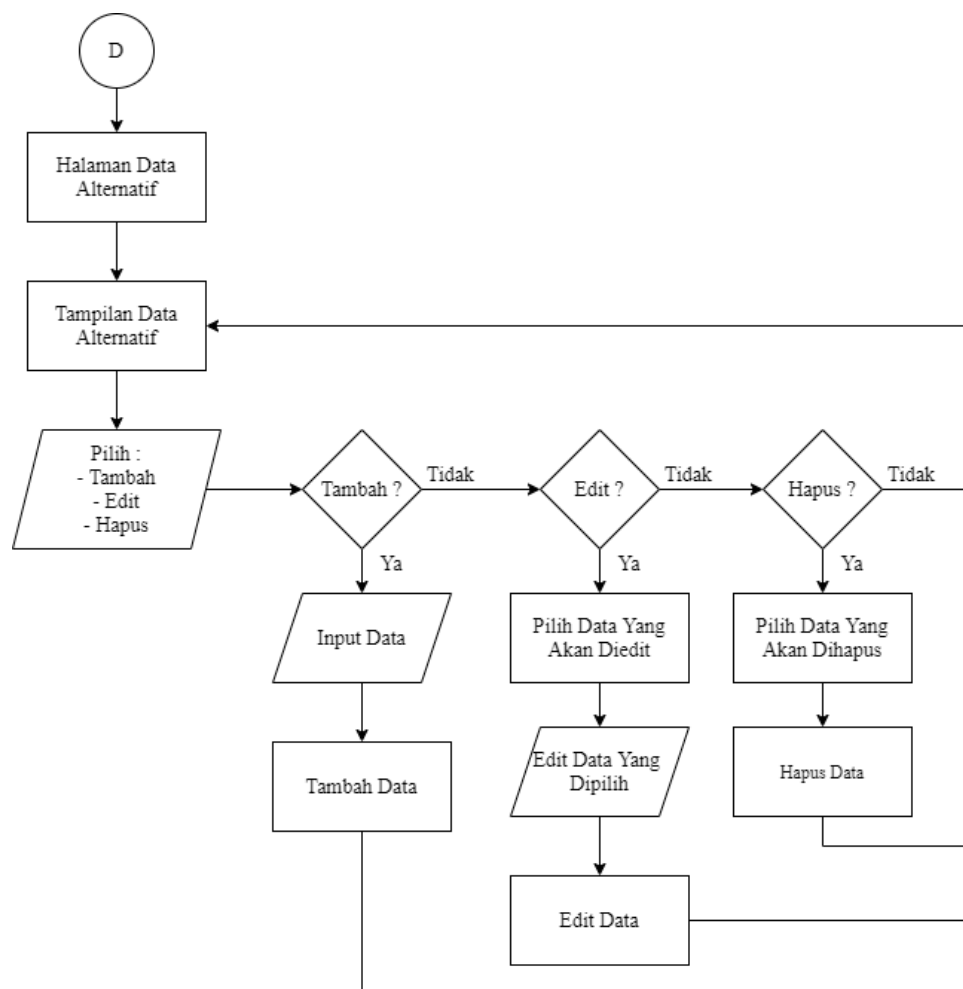 D
Halaman Data
Alternatif
Tampilan Data
Alternatif
Pilih :
- Tambah
- Edit
- Hapus
Tambah ?
Tidak
Edit ?
Tidak
Hapus ?
Tidak
Ya
Ya
Ya
Input Data
Pilih Data Yang
Akan Diedit
Pilih Data Yang
Akan Dihapus
Tambah Data
Edit Data Yang
Dipilih
Hapus Data
Edit Data